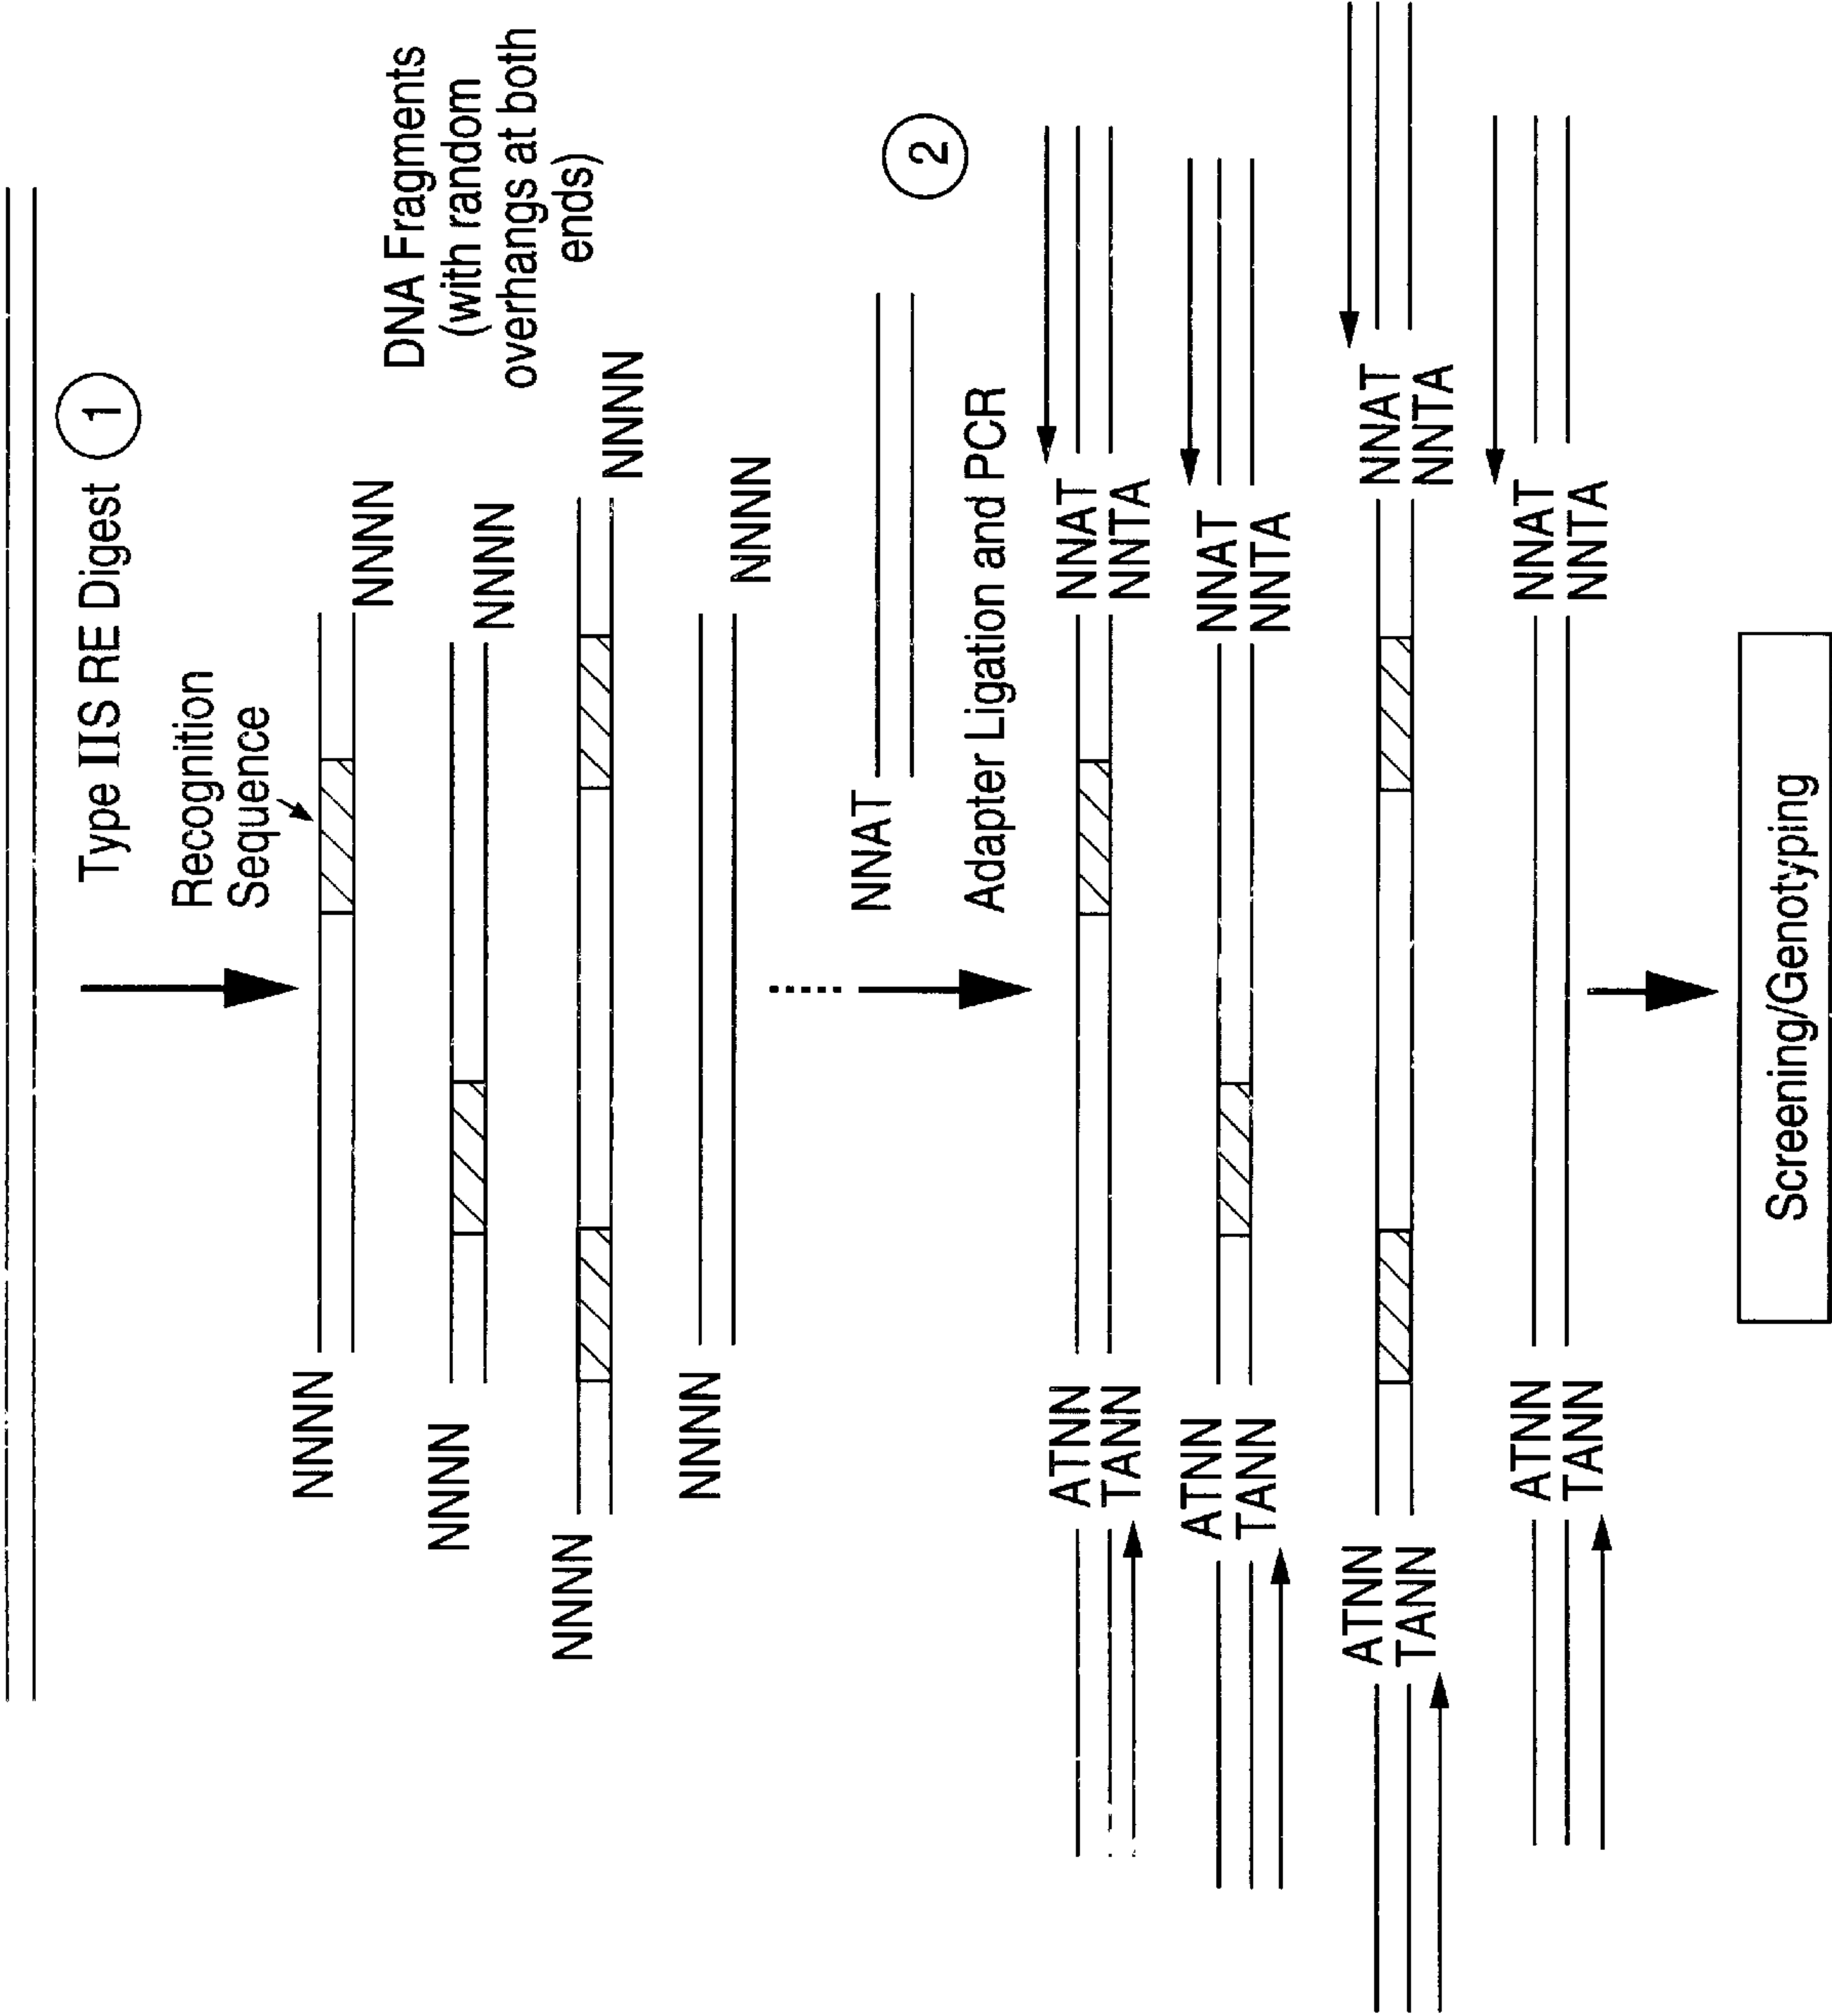 Type IIS RE Digest 1
Recognition
Sequence
NNNN
NNNN
DNA Fragments
(with random
overhangs at both
ends)
NNNN
NNNN
NNNN
NNNN
NNNN
NNNN
NNAT
2
Adapter Ligation and PCR
ATNN NNAT
TANN NNTA
ATNN NNAT
TANN NNTA
ATNN NNAT
TANN NNTA
ATNN NNAT
TANN NNTA
Screening/Genotyping